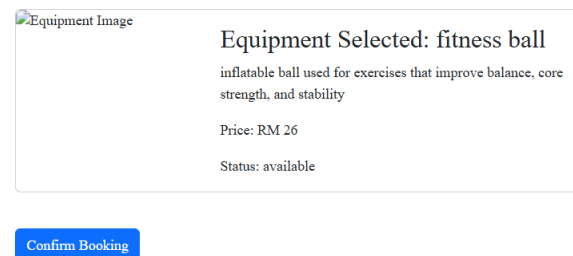 Equipment Image
Equipment Selected: fitness ball
inflatable ball used for exercises that improve balance, core
strength, and stability
Price: RM 26
Status: available
Confirm Booking